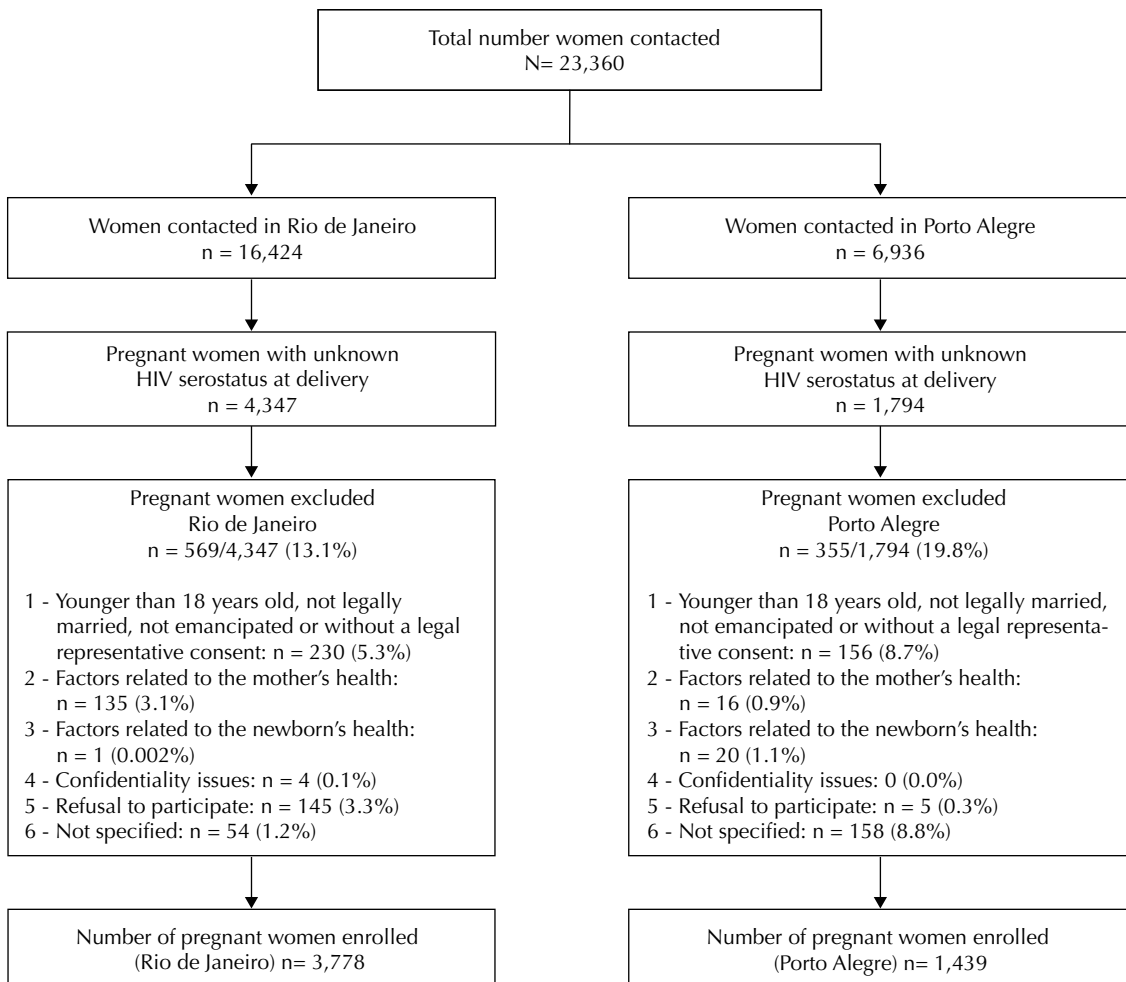 Total number women contacted
N= 23,360
Women contacted in Rio de Janeiro
n = 16,424
Women contacted in Porto Alegre
n = 6,936
Pregnant women with unknown
HIV serostatus at delivery
n = 4,347
Pregnant women with unknown
HIV serostatus at delivery
n = 1,794
Pregnant women excluded
Rio de Janeiro
n = 569/4,347 (13.1%)
1 - Younger than 18 years old, not legally
married, not emancipated or without a legal
representative consent: n = 230 (5.3%)
2 - Factors related to the mother’s health:
n = 135 (3.1%)
3 - Factors related to the newborn’s health:
n = 1 (0.002%)
4 - Confidentiality issues: n = 4 (0.1%)
5 - Refusal to participate: n = 145 (3.3%)
6 - Not specified: n = 54 (1.2%)
Pregnant women excluded
Porto Alegre
n = 355/1,794 (19.8%)
1 - Younger than 18 years old, not legally married,
not emancipated or without a legal representa-
tive consent: n = 156 (8.7%)
2 - Factors related to the mother’s health:
n = 16 (0.9%)
3 - Factors related to the newborn’s health:
n = 20 (1.1%)
4 - Confidentiality issues: 0 (0.0%)
5 - Refusal to participate: n = 5 (0.3%)
6 - Not specified: n = 158 (8.8%)
Number of pregnant women enrolled
(Rio de Janeiro) n= 3,778
Number of pregnant women enrolled
(Porto Alegre) n= 1,439